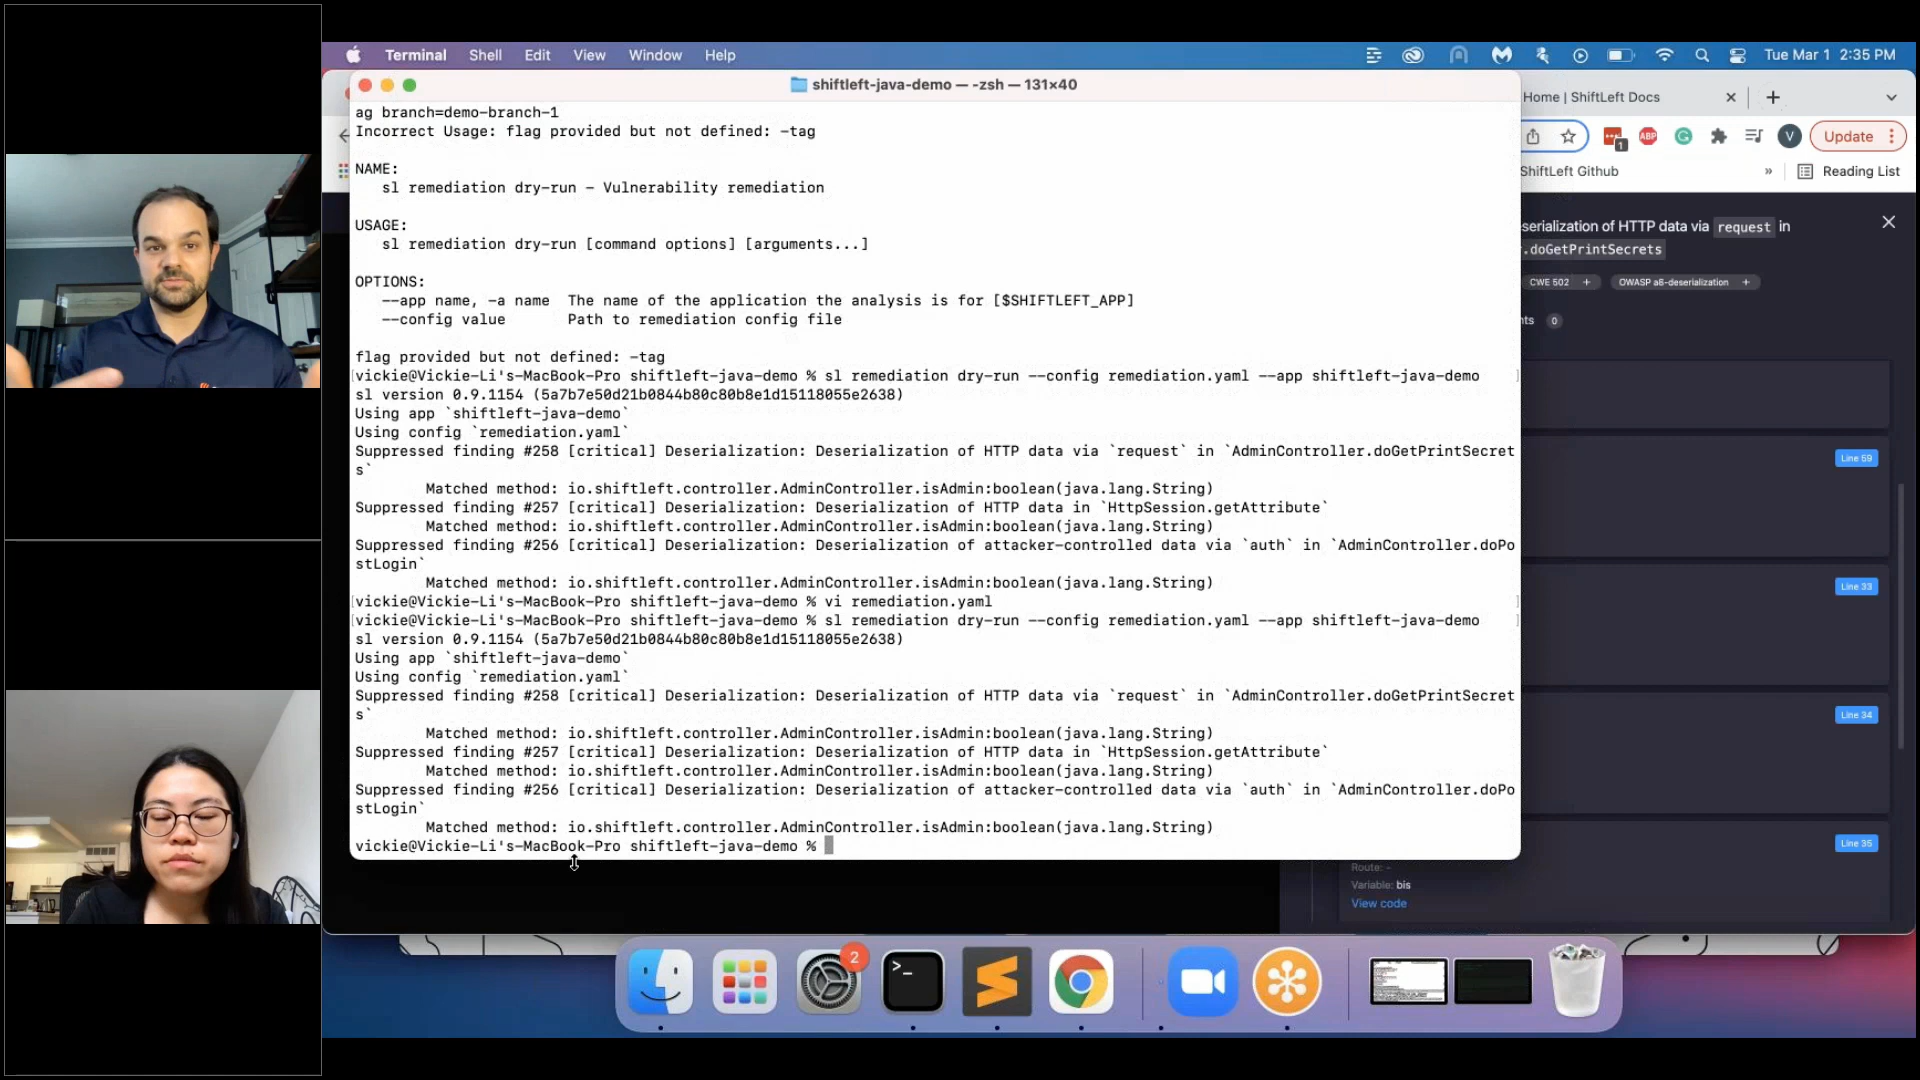 Terminal Shell Edit View Window Help Tue Mar 1 2:35 PM
shiftleft-java-demo — -zsh — 131×40
ag branch=demo-branch-1
Incorrect Usage: flag provided but not defined: -tag
NAME:
sl remediation dry-run - Vulnerability remediation
USAGE:
sl remediation dry-run [command options] [arguments...]
OPTIONS:
--app name, -a name The name of the application the analysis is for [$SHIFTLEFT_APP]
--config value Path to remediation config file
flag provided but not defined: -tag
[vickie@Vickie-Li's-MacBook-Pro shiftleft-java-demo % sl remediation dry-run --config remediation.yaml --app shiftleft-java-demo ]
sl version 0.9.1154 (5a7b7e50d21b0844b80c80b8e1d15118055e2638)
Using app `shiftleft-java-demo`
Using config `remediation.yaml`
Suppressed finding #258 [critical] Deserialization: Deserialization of HTTP data via `request` in `AdminController.doGetPrintSecret
s`
Matched method: io.shiftleft.controller.AdminController.isAdmin:boolean(java.lang.String)
Suppressed finding #257 [critical] Deserialization: Deserialization of HTTP data in `HttpSession.getAttribute`
Matched method: io.shiftleft.controller.AdminController.isAdmin:boolean(java.lang.String)
Suppressed finding #256 [critical] Deserialization: Deserialization of attacker-controlled data via `auth` in `AdminController.doPo
stLogin`
Matched method: io.shiftleft.controller.AdminController.isAdmin:boolean(java.lang.String)
[vickie@Vickie-Li's-MacBook-Pro shiftleft-java-demo % vi remediation.yaml ]
[vickie@Vickie-Li's-MacBook-Pro shiftleft-java-demo % sl remediation dry-run --config remediation.yaml --app shiftleft-java-demo ]
sl version 0.9.1154 (5a7b7e50d21b0844b80c80b8e1d15118055e2638)
Using app `shiftleft-java-demo`
Using config `remediation.yaml`
Suppressed finding #258 [critical] Deserialization: Deserialization of HTTP data via `request` in `AdminController.doGetPrintSecret
s`
Matched method: io.shiftleft.controller.AdminController.isAdmin:boolean(java.lang.String)
Suppressed finding #257 [critical] Deserialization: Deserialization of HTTP data in `HttpSession.getAttribute`
Matched method: io.shiftleft.controller.AdminController.isAdmin:boolean(java.lang.String)
Suppressed finding #256 [critical] Deserialization: Deserialization of attacker-controlled data via `auth` in `AdminController.doPo
stLogin`
Matched method: io.shiftleft.controller.AdminController.isAdmin:boolean(java.lang.String)
vickie@Vickie-Li's-MacBook-Pro shiftleft-java-demo %
Home | ShiftLeft Docs
1 ABP V Update
ShiftLeft Github » Reading List
serialization of HTTP data via request in
.doGetPrintSecrets
CWE 502 + OWASP a8-deserialization +
nts 0
Line 59
Line 33
Line 34
Line 35
Route: -
Variable: bis
View code
2